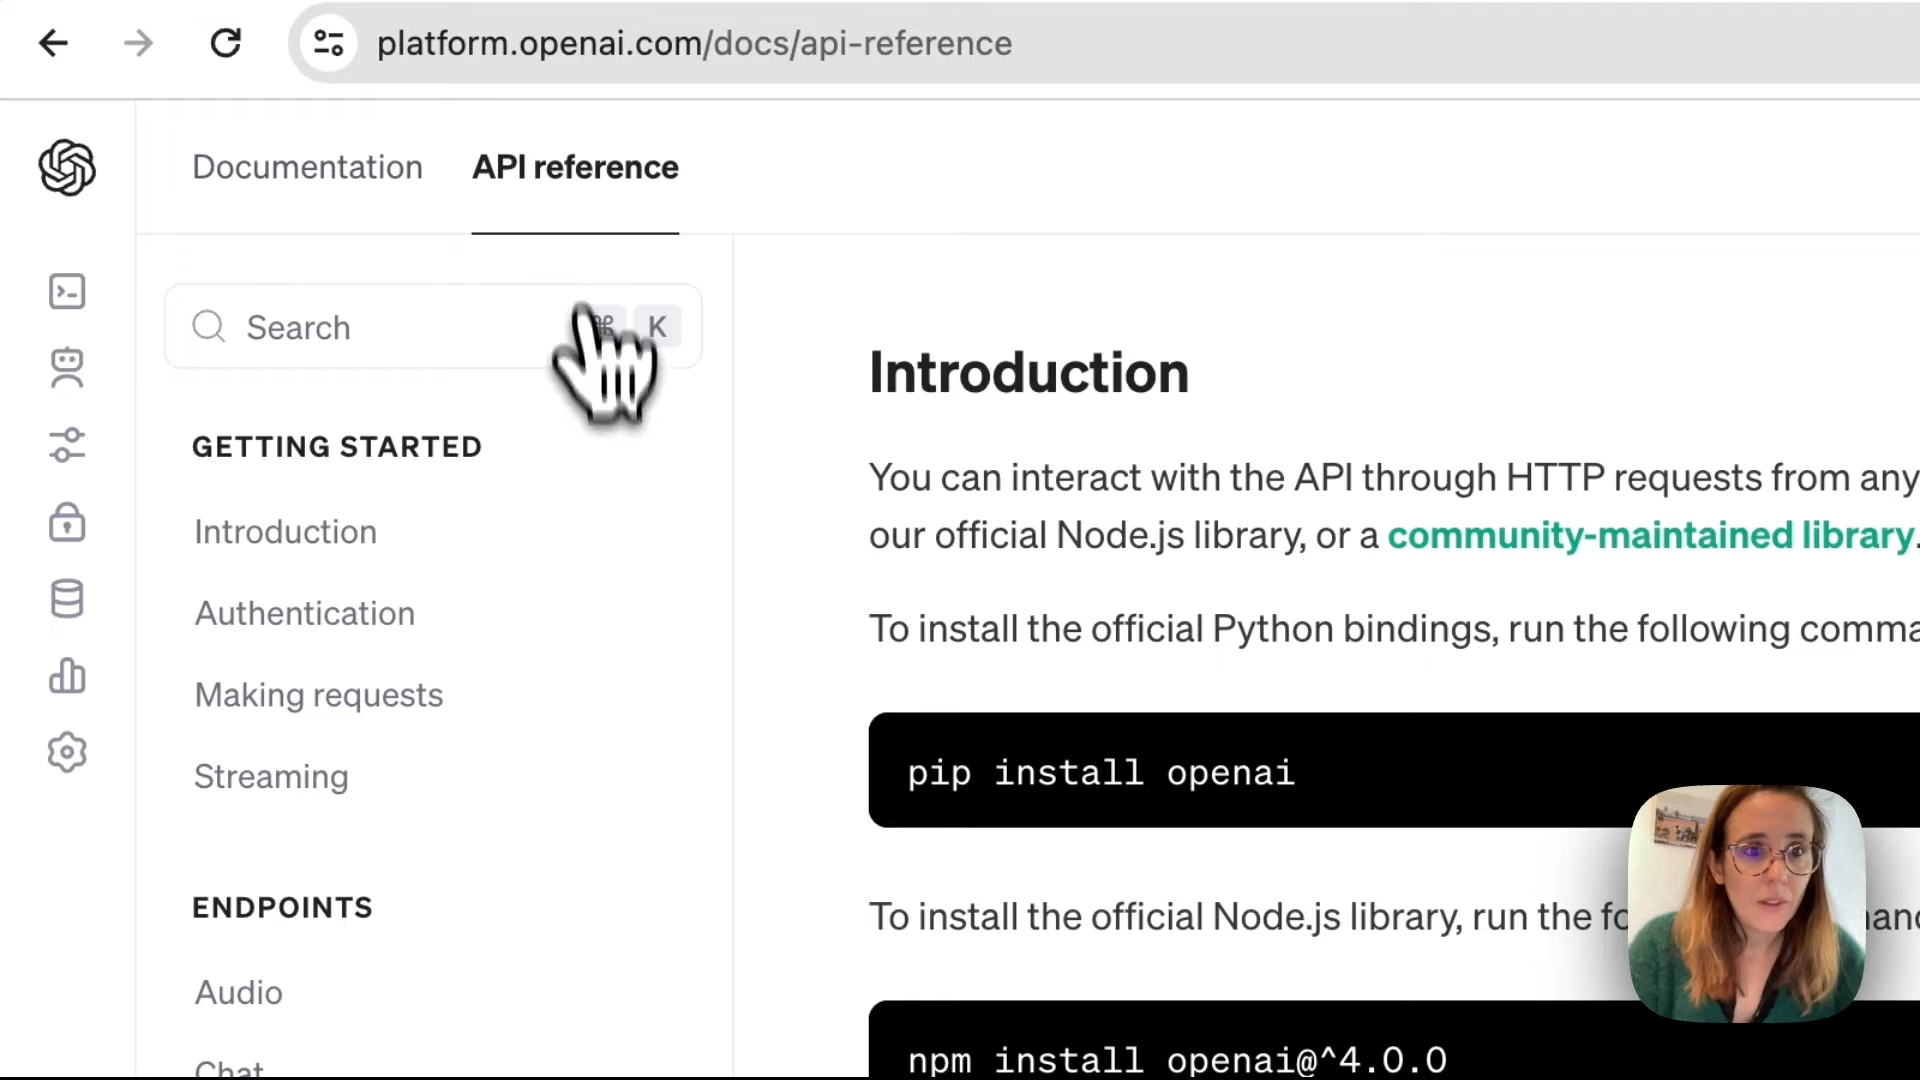 platform.openai.com/docs/api-reference
Documentation
API reference
Search
⌘ K
GETTING STARTED
Introduction
Authentication
Making requests
Streaming
ENDPOINTS
Audio
Chat
Introduction
You can interact with the API through HTTP requests from any
our official Node.js library, or a community-maintained library.
To install the official Python bindings, run the following comma
pip install openai
To install the official Node.js library, run the fo
npm install openai@^4.0.0